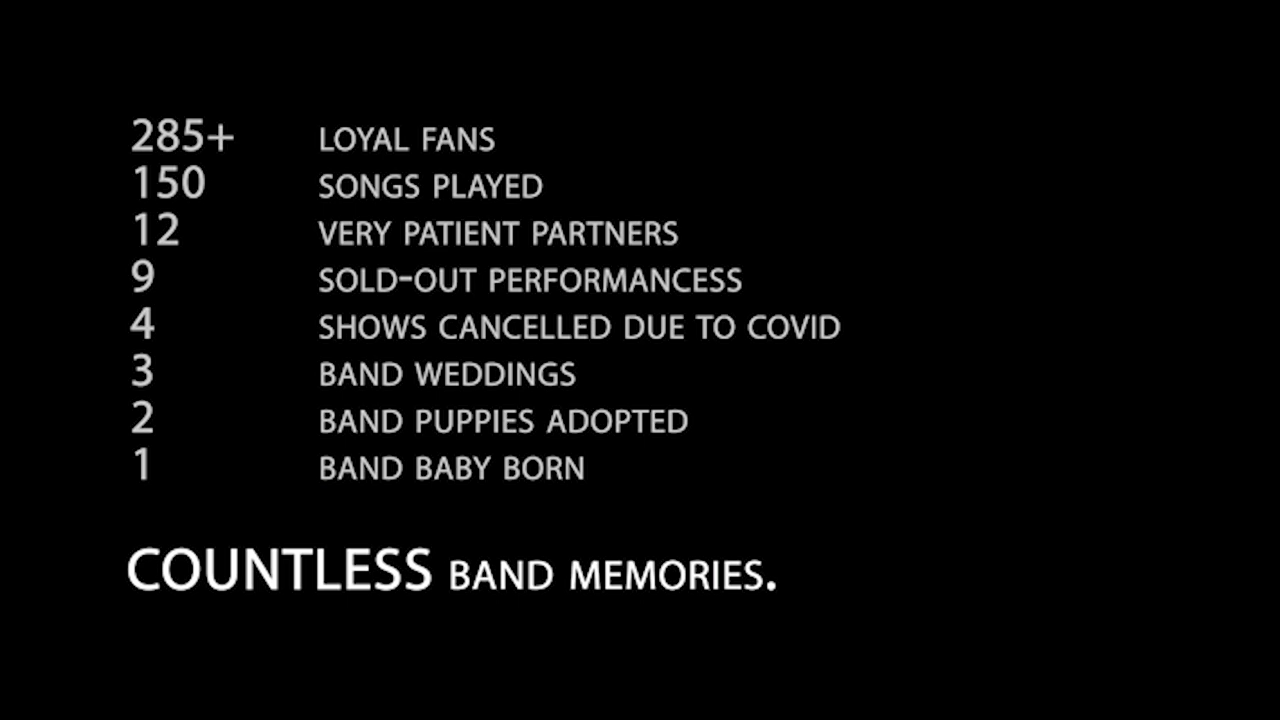 285+ LOYAL FANS
150 SONGS PLAYED
12 VERY PATIENT PARTNERS
9 SOLD-OUT PERFORMANCESS
4 SHOWS CANCELLED DUE TO COVID
3 BAND WEDDINGS
2 BAND PUPPIES ADOPTED
1 BAND BABY BORN
COUNTLESS BAND MEMORIES.